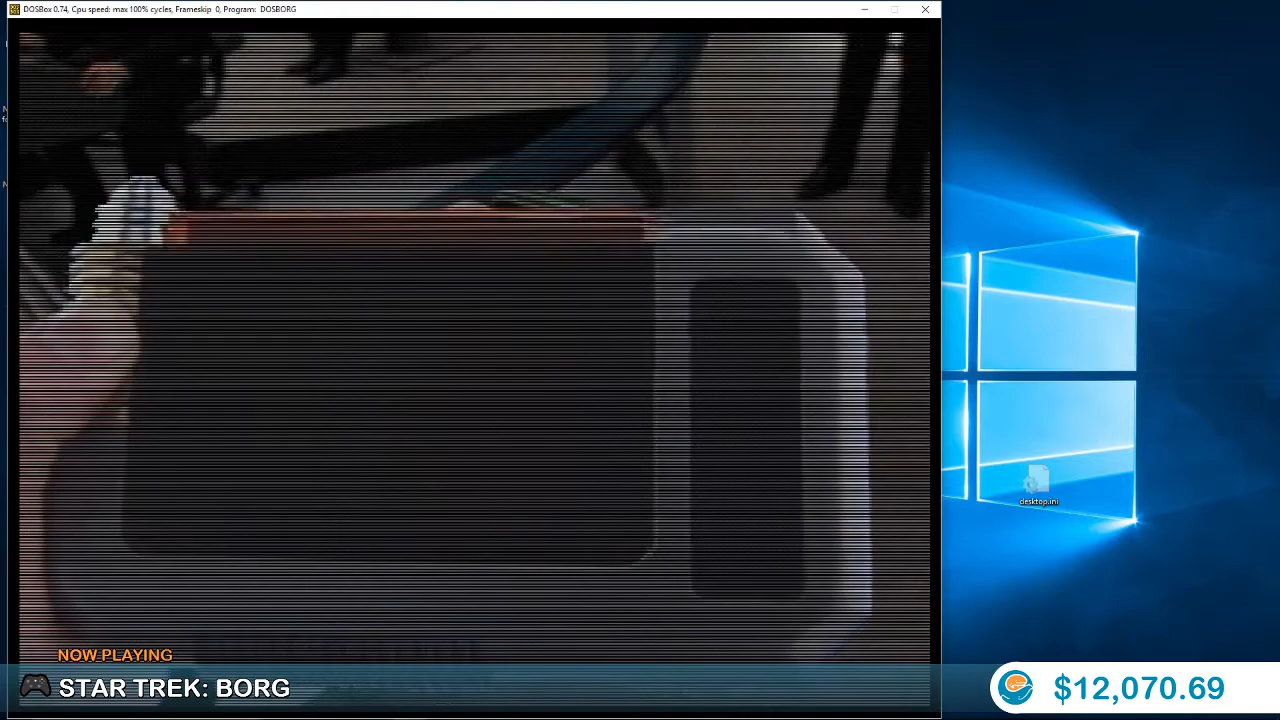 DOSBox 0.74, Cpu speed: max 100% cycles, Frameskip 0, Program: DOSBORG
desktop.ini
NOW PLAYING
STAR TREK: BORG
$12,070.69